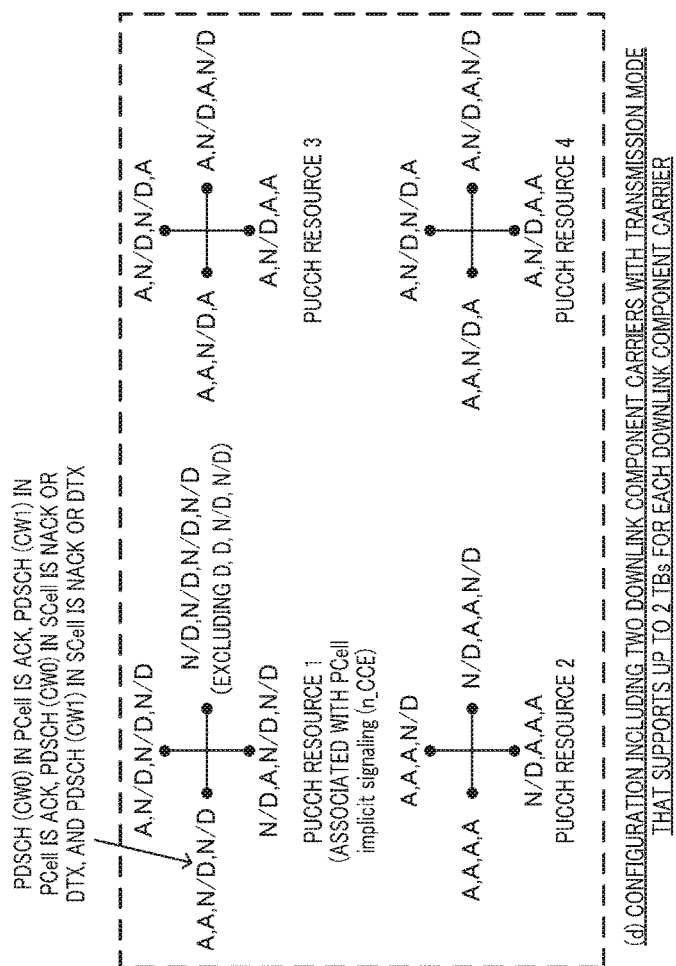 PDSCH (CW0) IN PCell IS ACK, PDSCH (CW1) IN
PCell IS ACK, PDSCH (CW0) IN SCell IS NACK OR
DTX, AND PDSCH (CW1) IN SCell IS NACK OR DTX
A,N/D,N/D,N/D
A,A,N/D,N/D
N/D,N/D,N/D,N/D
(EXCLUDING D, D, N/D, N/D)
N/D,A,N/D,N/D
PUCCH RESOURCE 1
(ASSOCIATED WITH PCell
implicit signaling (n_CCE)
A,N/D,N/D,A
A,A,N/D,A
A,N/D,A,N/D
A,N/D,A,A
PUCCH RESOURCE 3
A,A,A,N/D
A,A,A,A
N/D,A,A,N/D
N/D,A,A,A
PUCCH RESOURCE 2
A,N/D,N/D,A
A,A,N/D,A
A,N/D,A,N/D
A,N/D,A,A
PUCCH RESOURCE 4
(d) CONFIGURATION INCLUDING TWO DOWNLINK COMPONENT CARRIERS WITH TRANSMISSION MODE
THAT SUPPORTS UP TO 2 TBs FOR EACH DOWNLINK COMPONENT CARRIER